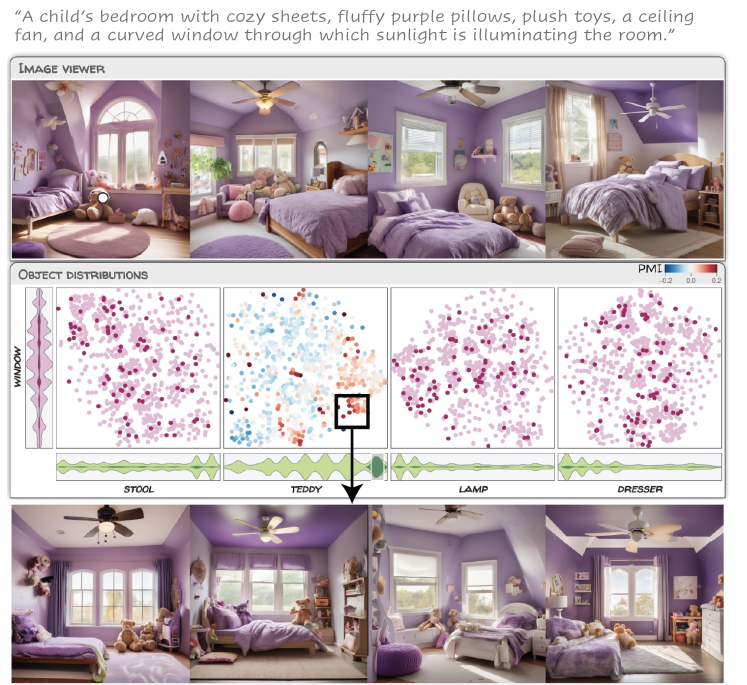 “A child’s bedroom with cozy sheets, fluffy purple pillows, plush toys, a ceiling
fan, and a curved window through which sunlight is illuminating the room.”
IMAGE VIEWER
OBJECT DISTRIBUTIONS
PMI
-0.2 0.0 0.2
WINDOW
STOOL TEDDY LAMP DRESSER